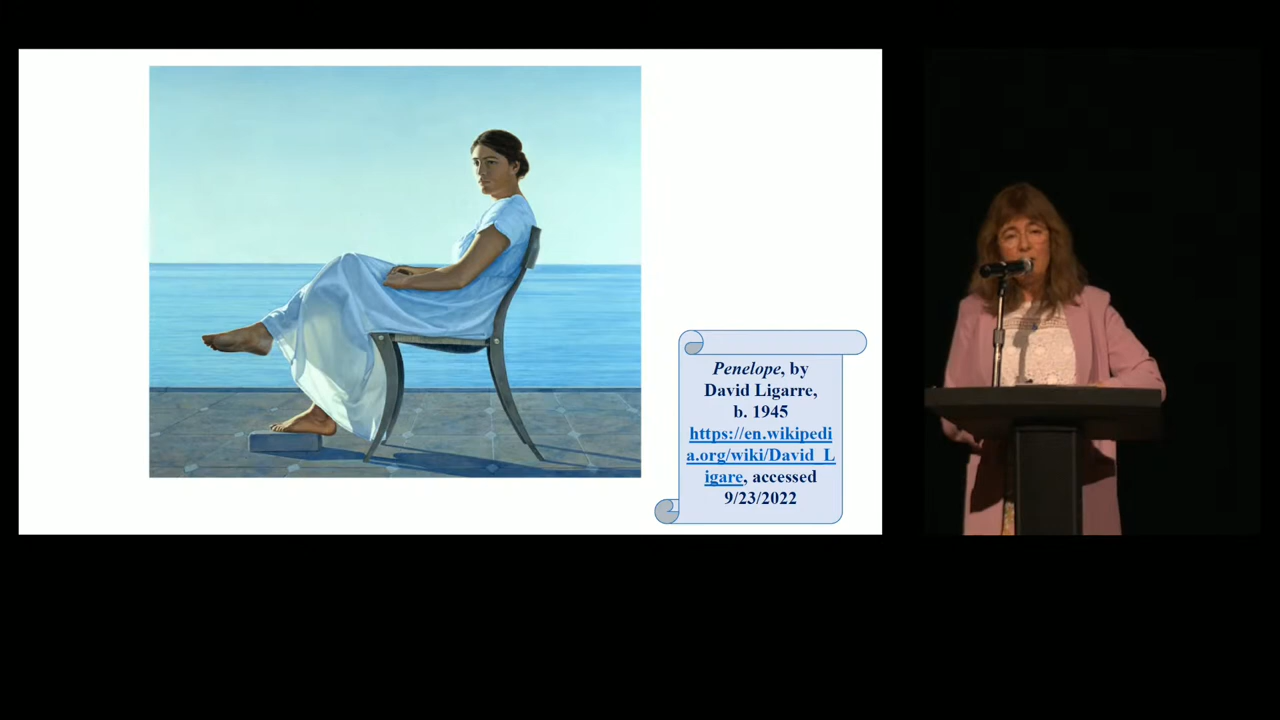 Penelope, by
David Ligarre,
b. 1945
https://en.wikipedi
a.org/wiki/David_L
igare, accessed
9/23/2022